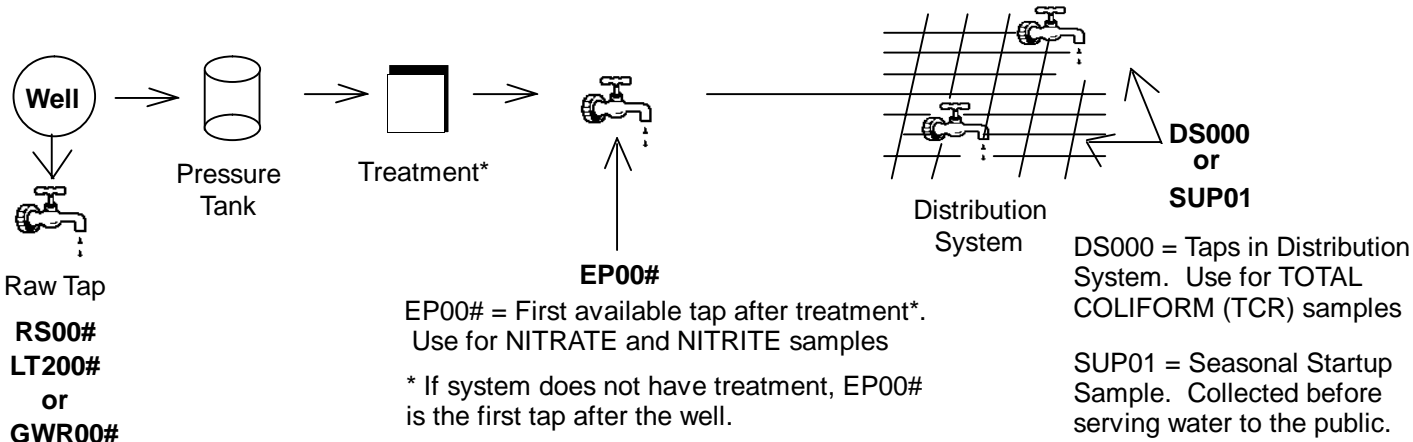 Well
Pressure
Tank
Treatment*
Raw Tap
RS00#
LT200#
or
GWR00#
EP00#
EP00# = First available tap after treatment*.
Use for NITRATE and NITRITE samples
* If system does not have treatment, EP00#
is the first tap after the well.
Distribution
System
DS000
or
SUP01
DS000 = Taps in Distribution
System. Use for TOTAL
COLIFORM (TCR) samples
SUP01 = Seasonal Startup
Sample. Collected before
serving water to the public.